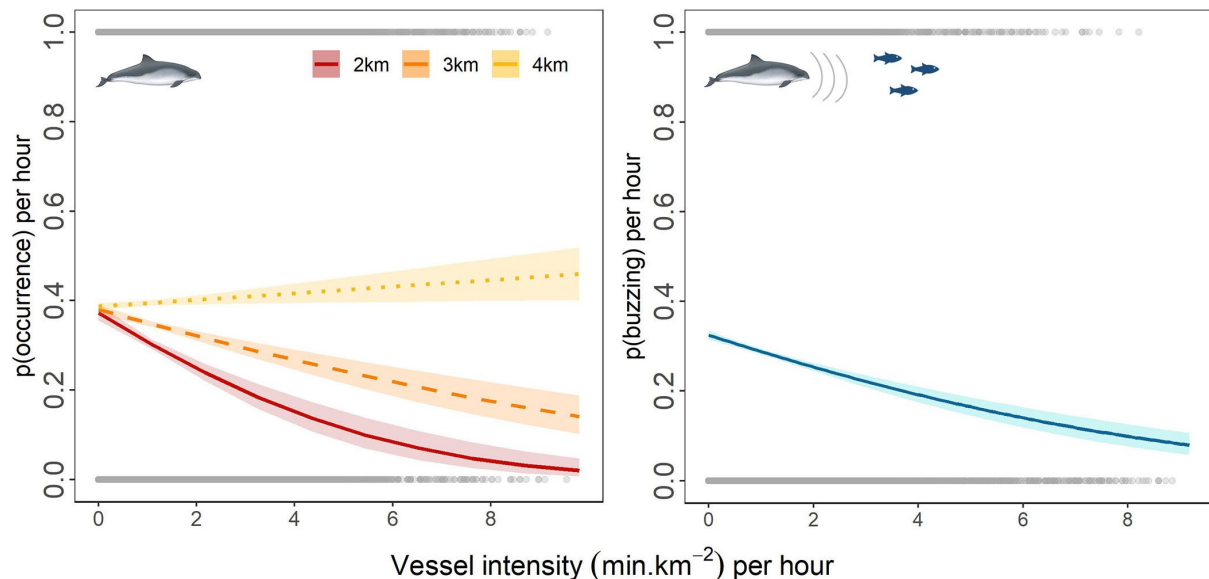 p(occurrence) per hour
1.0
0.8
0.6
0.4
0.2
0.0
2km 3km 4km
0 2 4 6 8
p(buzzing) per hour
1.0
0.8
0.6
0.4
0.2
0.0
0 2 4 6 8
Vessel intensity (min.km⁻²) per hour